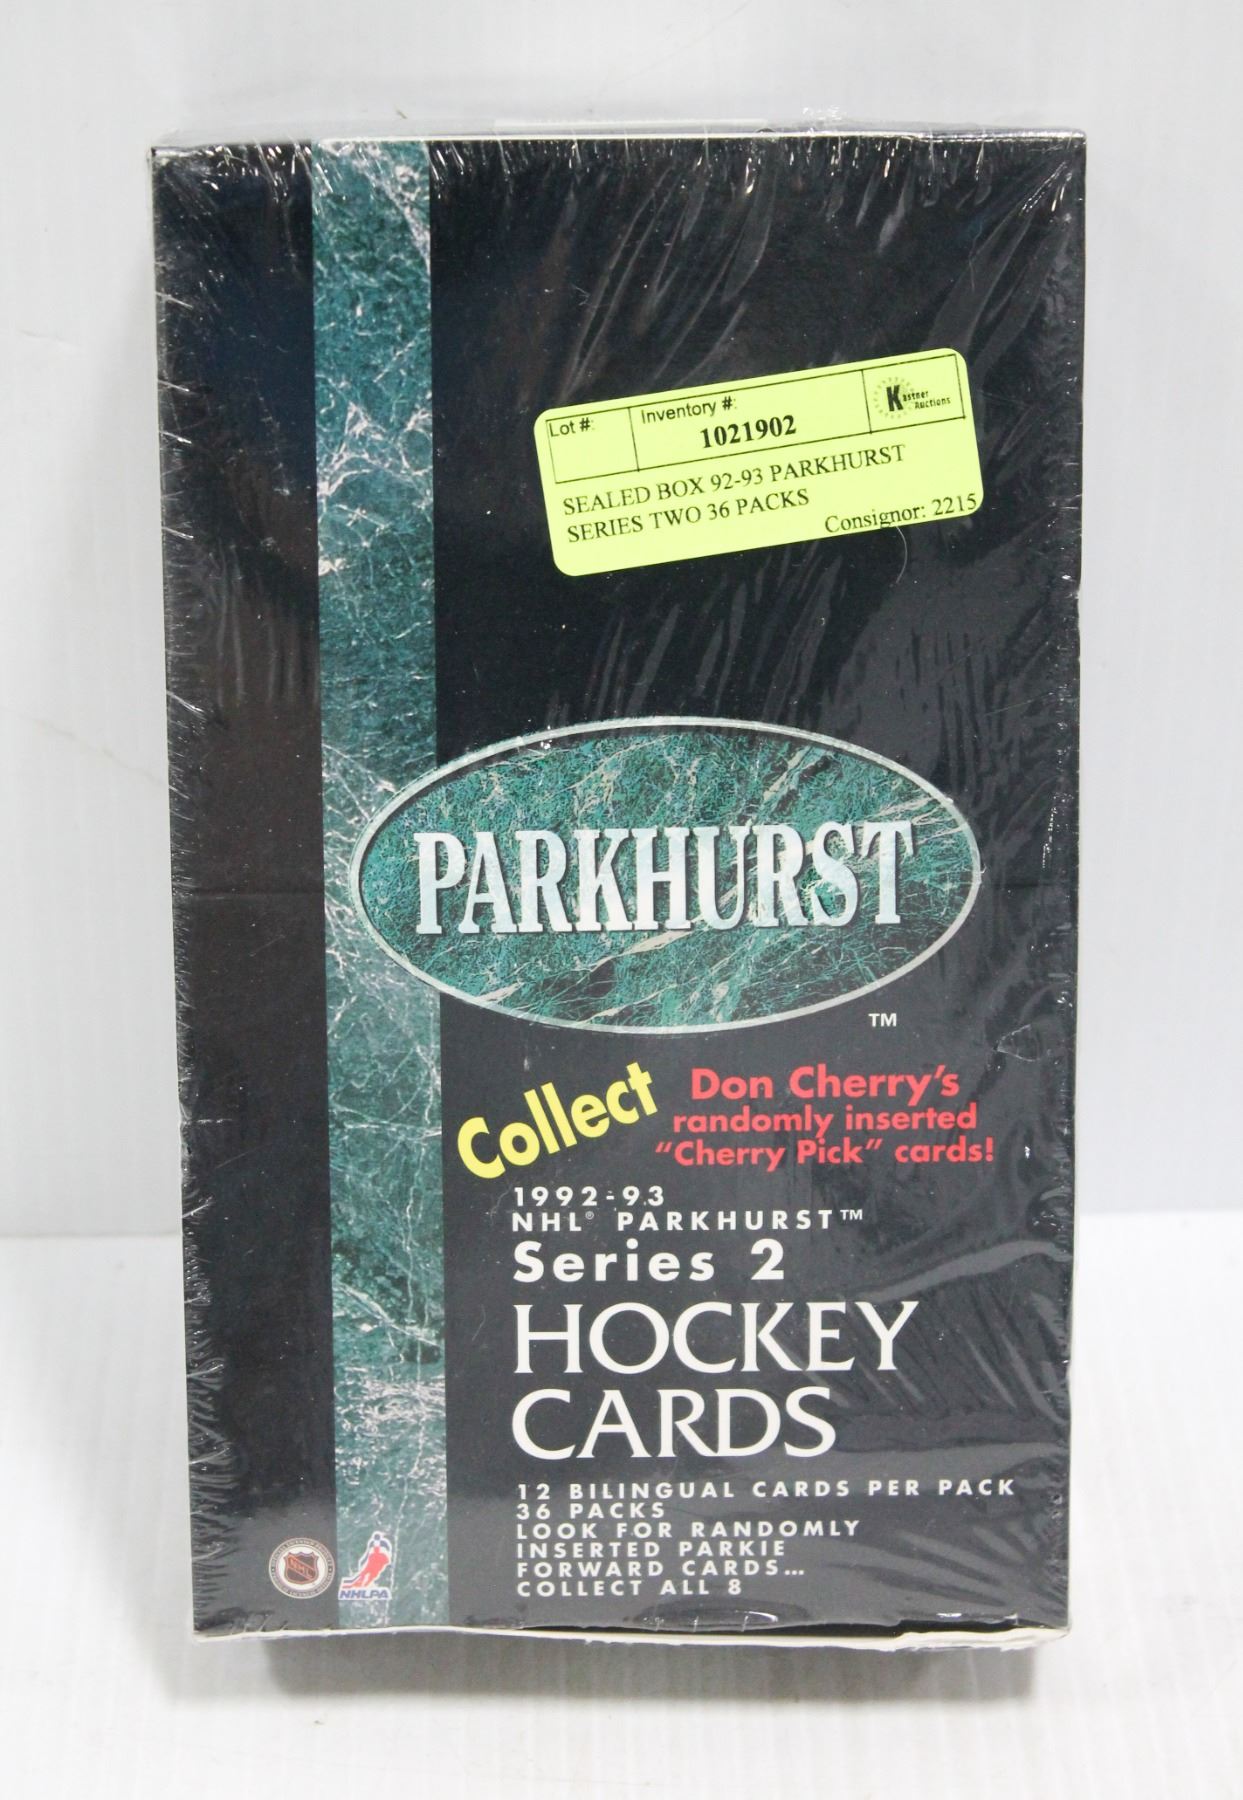 Lot #:
Inventory #:
1021902
Kastner
Auctions
SEALED BOX 92-93 PARKHURST
SERIES TWO 36 PACKS
Consignor: 2215
PARKHURST
TM
Collect
Don Cherry's
randomly inserted
"Cherry Pick" cards!
1992-93
NHL® PARKHURST™
Series 2
HOCKEY
CARDS
12 BILINGUAL CARDS PER PACK
36 PACKS
LOOK FOR RANDOMLY
INSERTED PARKIE
FORWARD CARDS...
COLLECT ALL 8
NHL
NHLPA